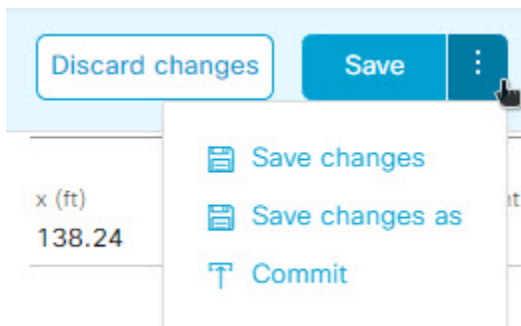 Discard changes
Save
Save changes
x (ft)
Save changes as
138.24
Commit